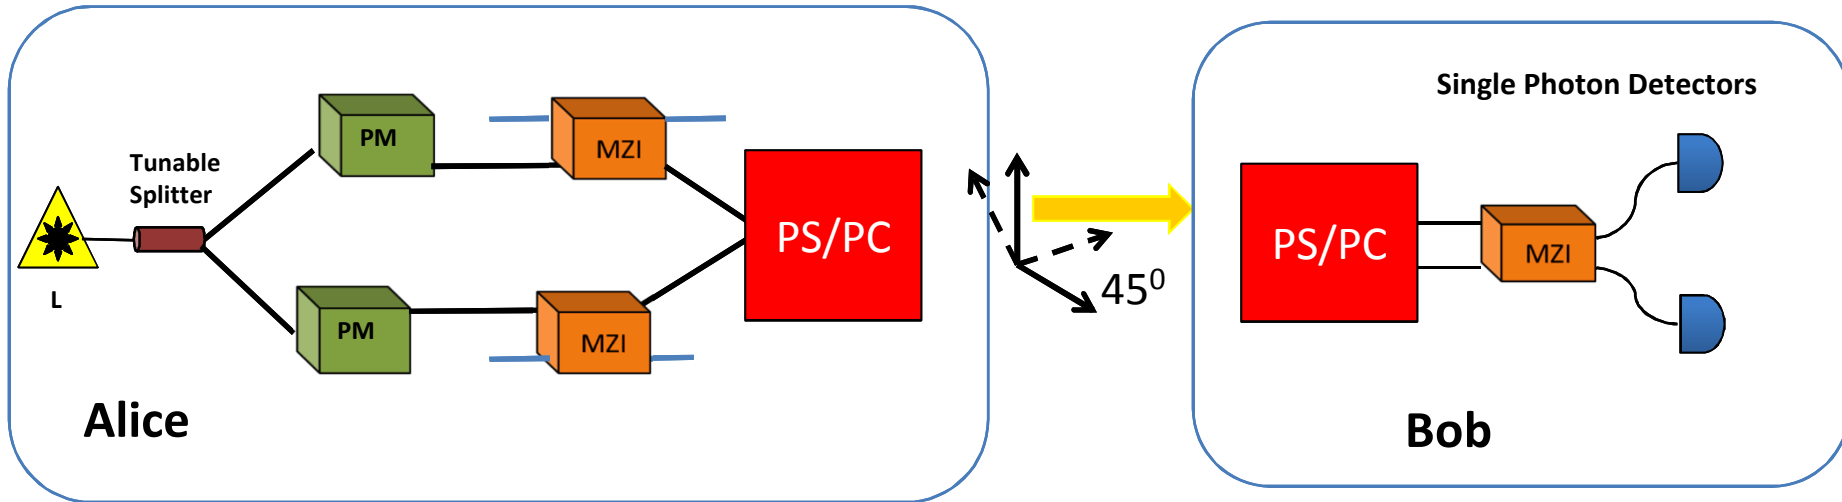 Single Photon Detectors
PM
MZI
Tunable
Splitter
PS/PC
PS/PC
MZI
45⁰
L
PM
MZI
Alice
Bob